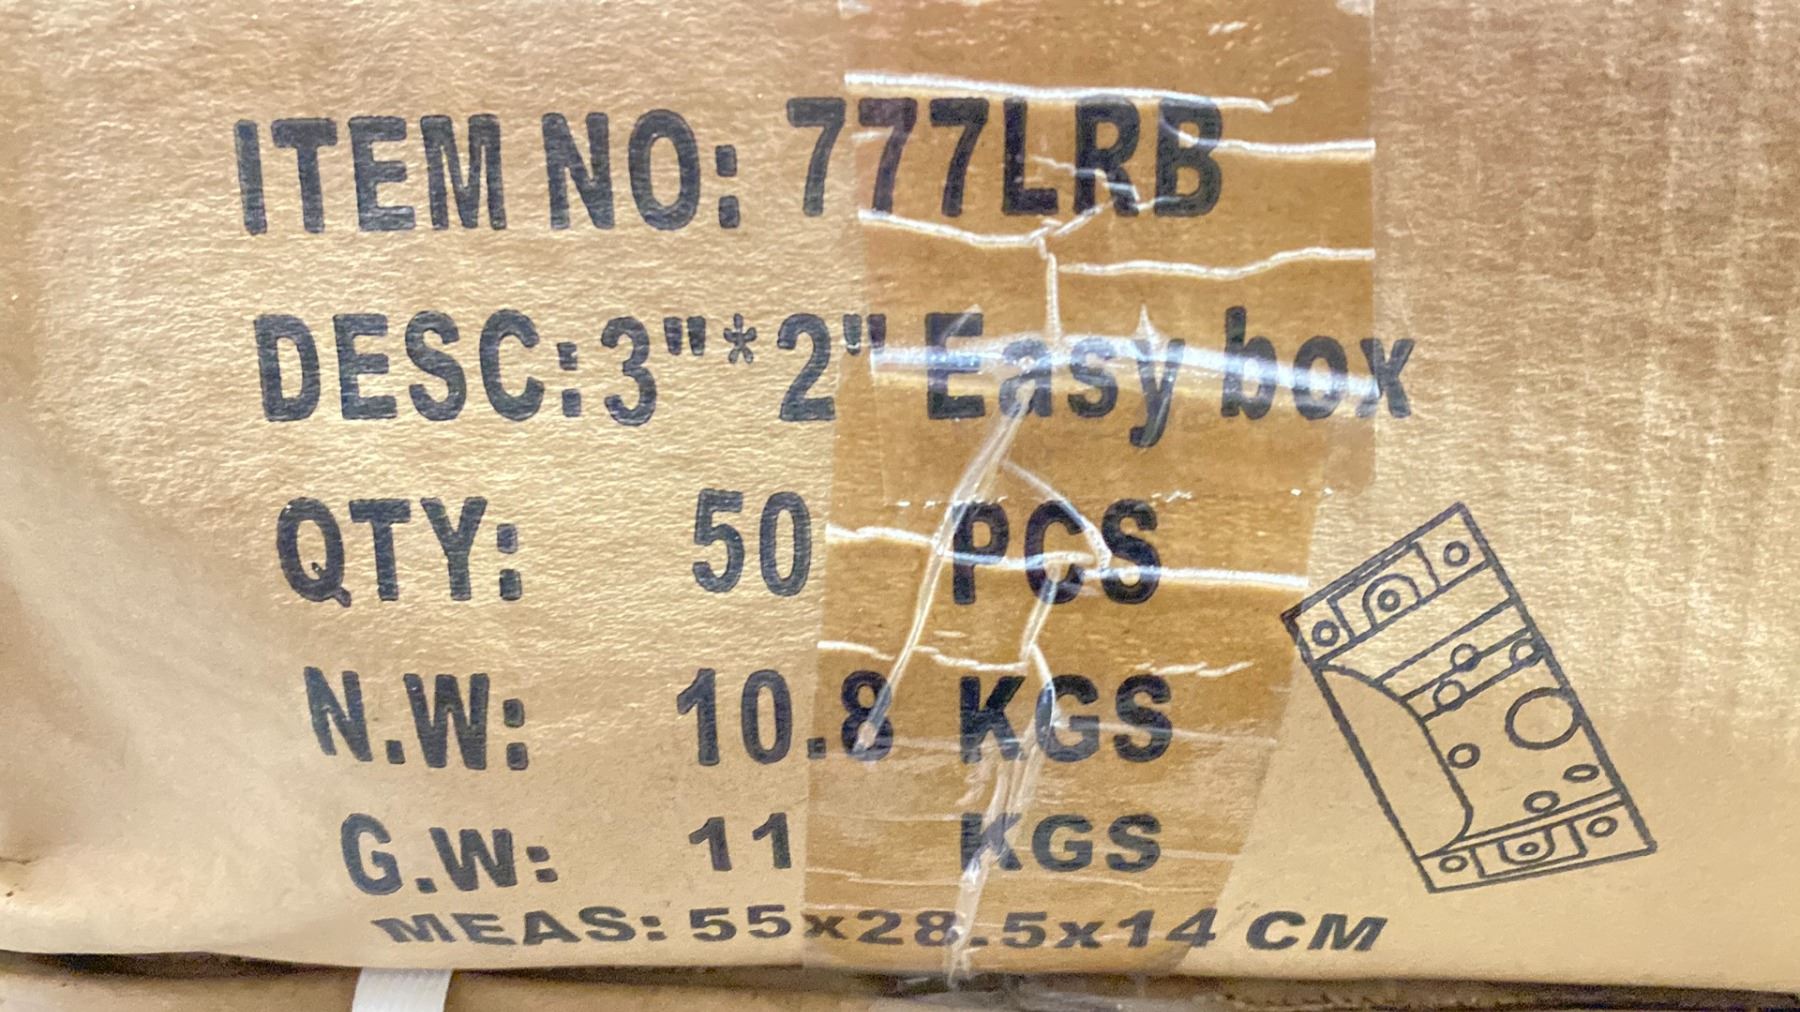 ITEM NO: 777LRB
DESC:3"*2" Easy box
QTY: 50 PCS
N.W: 10.8 KGS
G.W: 11 KGS
MEAS: 55x28.5x14 CM